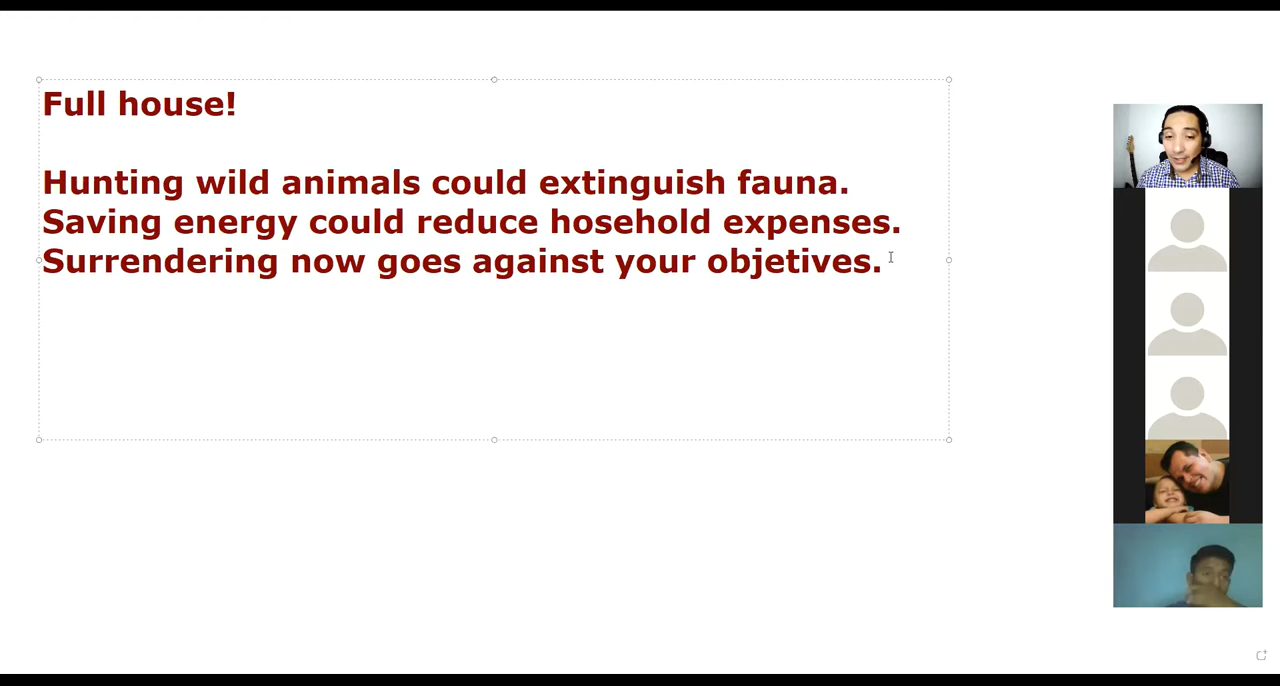 Full house!
Hunting wild animals could extinguish fauna.
Saving energy could reduce hosehold expenses.
Surrendering now goes against your objetives.